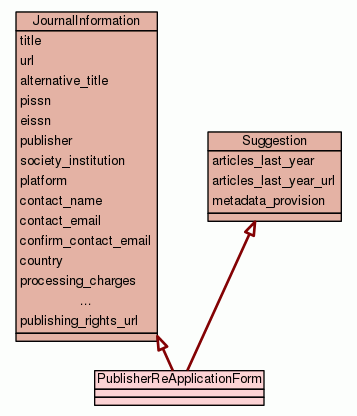 JournalInformation
title
url
alternative_title
pissn
eissn
publisher
society_institution
platform
contact_name
contact_email
confirm_contact_email
country
processing_charges
...
publishing_rights_url
Suggestion
articles_last_year
articles_last_year_url
metadata_provision
PublisherReApplicationForm